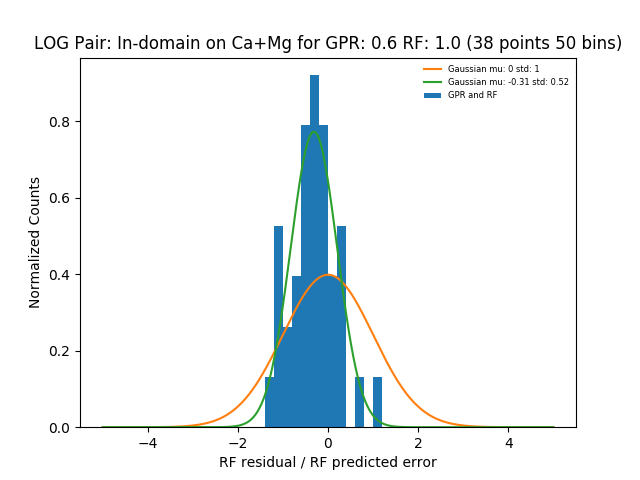 LOG Pair: In-domain on Ca+Mg for GPR: 0.6 RF: 1.0 (38 points 50 bins)
Gaussian mu: 0 std: 1
Gaussian mu: -0.31 std: 0.52
GPR and RF
Normalized Counts
0.8
0.6
0.4
0.2
0.0
−4 −2 0 2 4
RF residual / RF predicted error